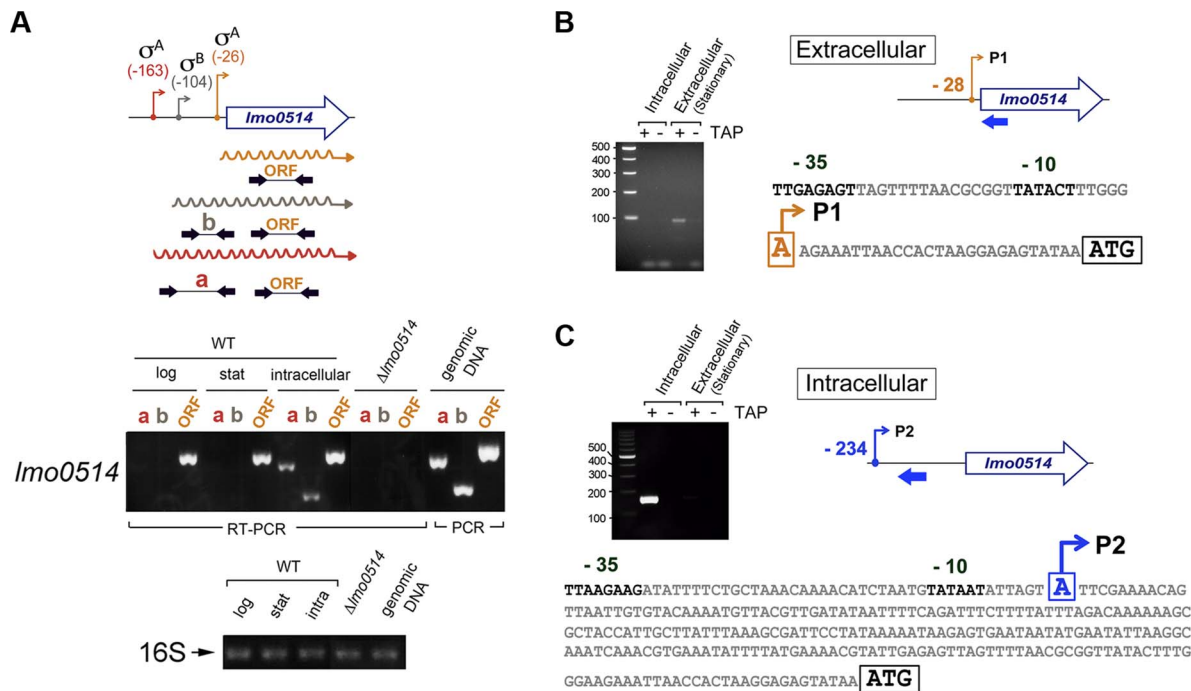 A
σA
(-163)
σB
(-104)
σA
(-26)
lmo0514
ORF
b
ORF
a
ORF
WT
log
stat
intracellular
Δlmo0514
genomic
DNA
a b ORF a b ORF a b ORF a b ORF a b ORF
lmo0514
RT-PCR
PCR
WT
log
stat
intra
Δlmo0514
genomic
DNA
16S
B
Intracellular
Extracellular
(Stationary)
+ - + - TAP
500
400
300
200
100
Extracellular
P1
- 28
lmo0514
- 35
- 10
TTGAGAGTTAGTTTTAACGCGGTTATACTTTGGG
P1
A AGAAATTAACCACTAAGGAGAGTATAA ATG
C
Intracellular
Extracellular
(Stationary)
+ - + - TAP
500
400
300
200
100
Intracellular
P2
- 234
lmo0514
- 35
- 10
P2
TTAAGAAGATATTTTCTGCTAAACAAAACATCTAATGTATAATATTAGT A TTCGAAAACAG
TTAATTGTGTACAAAATGTTACGTTGATATAATTTTCAGATTTCTTTTATTTAGACAAAAAGC
GCTACCATTGCTTATTTAAAGCGATTCCTATAAAAATAAGAGTGAATAATATGAATATTAAGGC
AAATCAAACGTGAAATATTTTATGAAAACGTATTGAGAGTTAGTTTTAACGCGGTTATACTTTG
GGAAGAAATTAACCACTAAGGAGAGTATAA ATG